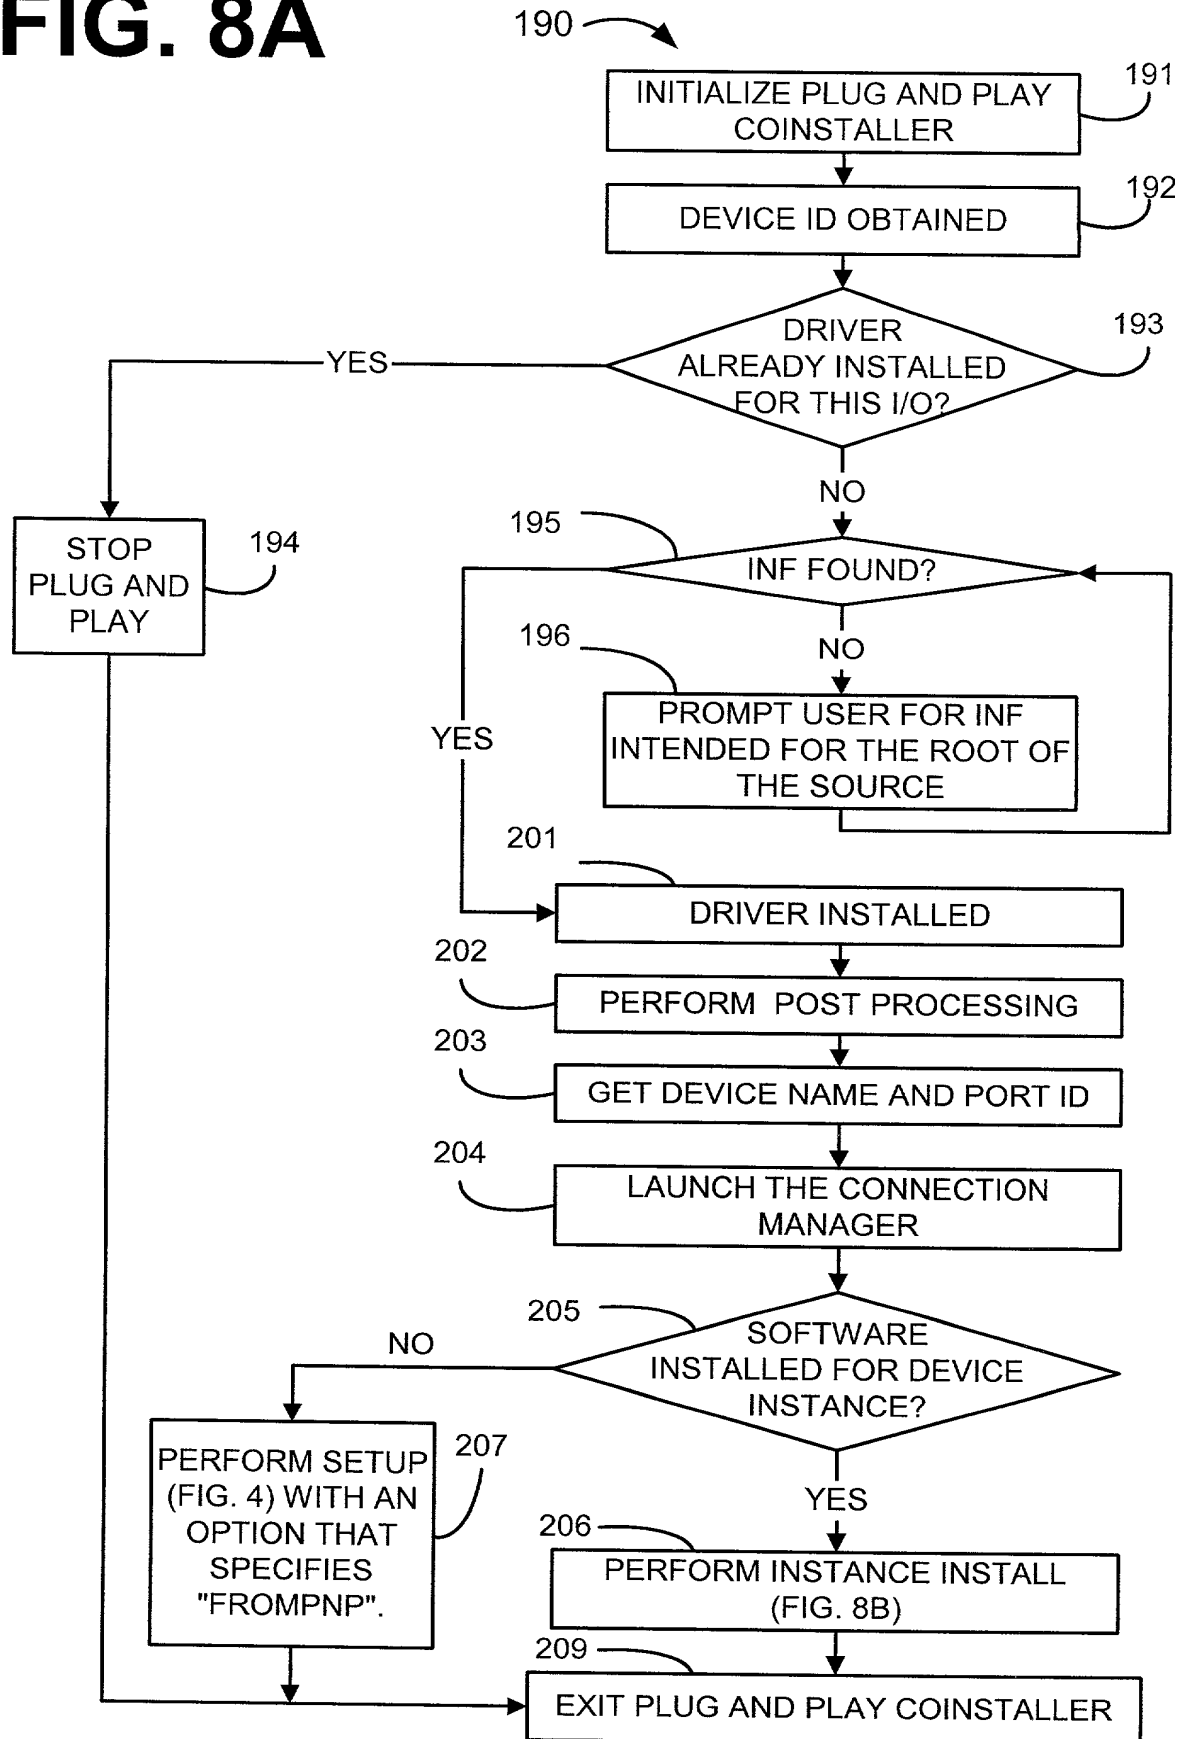 FIG. 8A
190
INITIALIZE PLUG AND PLAY
COINSTALLER
191
DEVICE ID OBTAINED
192
DRIVER
ALREADY INSTALLED
FOR THIS I/O?
193
YES
NO
STOP
PLUG AND
PLAY
194
195
INF FOUND?
196
NO
YES
PROMPT USER FOR INF
INTENDED FOR THE ROOT OF
THE SOURCE
201
DRIVER INSTALLED
202
PERFORM POST PROCESSING
203
GET DEVICE NAME AND PORT ID
204
LAUNCH THE CONNECTION
MANAGER
205
SOFTWARE
INSTALLED FOR DEVICE
INSTANCE?
NO
PERFORM SETUP
(FIG. 4) WITH AN
OPTION THAT
SPECIFIES
"FROMPNP".
207
YES
206
PERFORM INSTANCE INSTALL
(FIG. 8B)
209
EXIT PLUG AND PLAY COINSTALLER